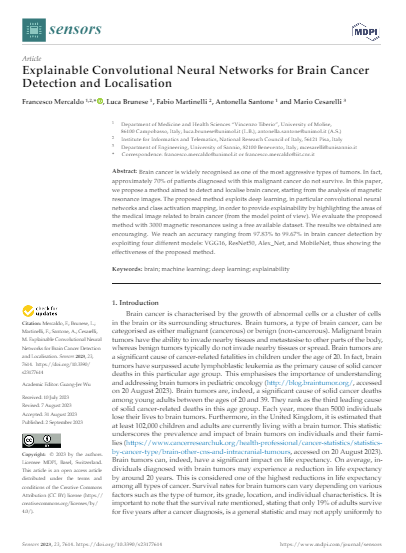 sensors
MDPI
Article
Explainable Convolutional Neural Networks for Brain Cancer
Detection and Localisation
Francesco Mercaldo 1,2,*, Luca Brunese 1, Fabio Martinelli 2, Antonella Santone 1 and Mario Cesarelli 3
1 Department of Medicine and Health Sciences "Vincenzo Tiberio", University of Molise,
86100 Campobasso, Italy; luca.brunese@unimol.it (L.B.), antonella.santone@unimol.it (A.S.)
2 Institute for Informatics and Telematics, National Research Council of Italy, 56121 Pisa, Italy
3 Department of Engineering, University of Sannio, 82100 Benevento, Italy;
* Correspondence: francesco.mercaldo@unimol.it or francesco.mercaldo@iit.cnr.it
Abstract: Brain cancer is widely recognised as one of the most aggressive types of tumors. In fact,
approximately 70% of patients diagnosed with this malignant cancer do not survive. In this paper,
we propose a method aimed to detect and localise brain cancer, starting from the analysis of magnetic
resonance images. The proposed method exploits deep learning, in particular convolutional neural
networks and class activation mapping, in order to provide explainability by highlighting the areas of
the medical image related to brain cancer (from the model point of view). We evaluate the proposed
method with 3000 magnetic resonances using a free available dataset. The results we obtained are
encouraging. We reach an accuracy ranging from 97.83% to 99.67% in brain cancer detection by
exploiting four different models: VGG16, ResNet50, Alex_Net, and MobileNet, thus showing the
effectiveness of the proposed method.
Keywords: brain; machine learning; deep learning; explainability
1. Introduction
Brain cancer is characterised by the growth of abnormal cells or a cluster of cells
in the brain or its surrounding structures. Brain tumors, a type of brain cancer, can be
categorised as either malignant (cancerous) or benign (non-cancerous). Malignant brain
tumors have the ability to invade nearby tissues and metastasise to other parts of the body,
whereas benign tumors typically do not invade nearby tissues or spread. Brain tumors are
a significant cause of cancer-related fatalities in children under the age of 20. In fact, brain
tumors have surpassed acute lymphoblastic leukemia as the primary cause of solid cancer
deaths in this particular age group. This emphasises the importance of understanding
and addressing brain tumors in pediatric oncology (http://blog.braintumor.org/, accessed
on 20 August 2023). Brain tumors are, indeed, a significant cause of solid cancer deaths
among young adults between the ages of 20 and 39. They rank as the third leading cause
of solid cancer-related deaths in this age group. Each year, more than 5000 individuals
lose their lives to brain tumors. Furthermore, in the United Kingdom, it is estimated that
at least 102,000 children and adults are currently living with a brain tumor. This statistic
underscores the prevalence and impact of brain tumors on individuals and their fami-
lies (https://www.cancerresearchuk.org/health-professional/cancer-statistics/statistics-
by-cancer-type/brain-other-cns-and-intracranial-tumours, accessed on 20 August 2023).
Brain tumors can, indeed, have a significant impact on life expectancy. On average, in-
dividuals diagnosed with brain tumors may experience a reduction in life expectancy
by around 20 years. This is considered one of the highest reductions in life expectancy
among all types of cancer. Survival rates for brain tumors can vary depending on various
factors such as the type of tumor, its grade, location, and individual characteristics. It is
important to note that the survival rate mentioned, stating that only 19% of adults survive
for five years after a cancer diagnosis, is a general statistic and may not apply uniformly to
check for
updates
Citation: Mercaldo, F.; Brunese, L.;
Martinelli, F.; Santone, A.; Cesarelli,
M. Explainable Convolutional Neural
Networks for Brain Cancer Detection
and Localisation. Sensors 2023, 23,
7614. https://doi.org/10.3390/
s23177614
Academic Editor: Guang-Jer Wu
Received: 10 July 2023
Revised: 7 August 2023
Accepted: 31 August 2023
Published: 2 September 2023
Copyright: © 2023 by the authors.
Licensee MDPI, Basel, Switzerland.
This article is an open access article
distributed under the terms and
conditions of the Creative Commons
Attribution (CC BY) license (https://
creativecommons.org/licenses/by/
4.0/).
Sensors 2023, 23, 7614. https://doi.org/10.3390/s23177614
https://www.mdpi.com/journal/sensors